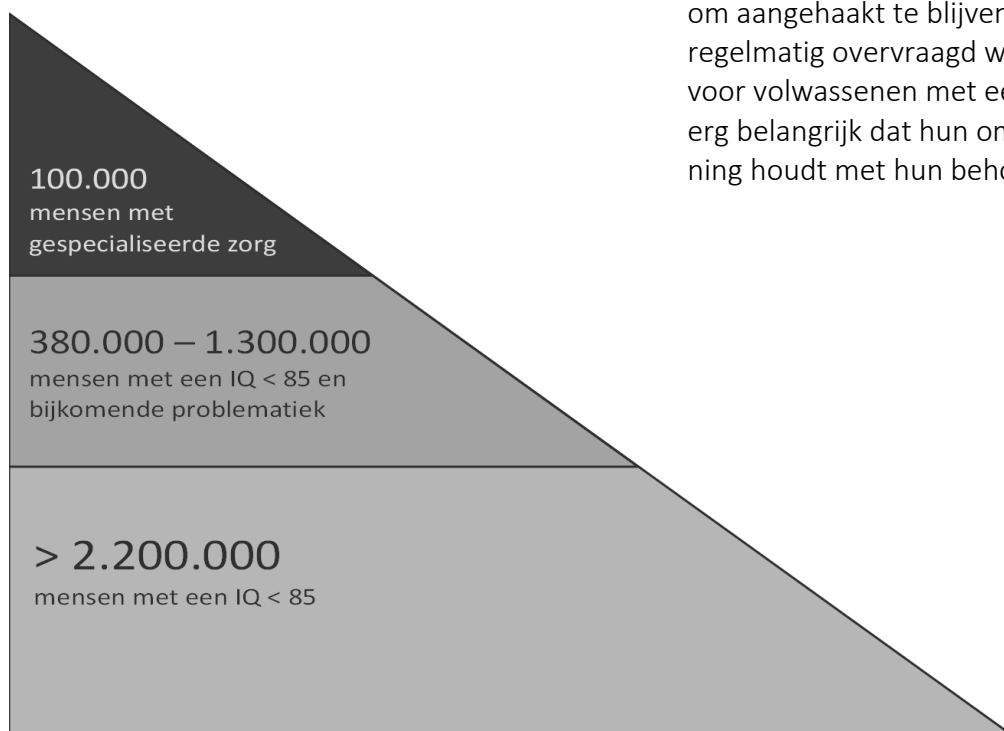 om aangehaakt te blijven
regelmatig overvraagd
voor volwassenen met
erg belangrijk dat hun
ning houdt met hun
100.000
mensen met
gespecialiseerde zorg
380.000 – 1.300.000
mensen met een IQ < 85 en
bijkomende problematiek
> 2.200.000
mensen met een IQ < 85